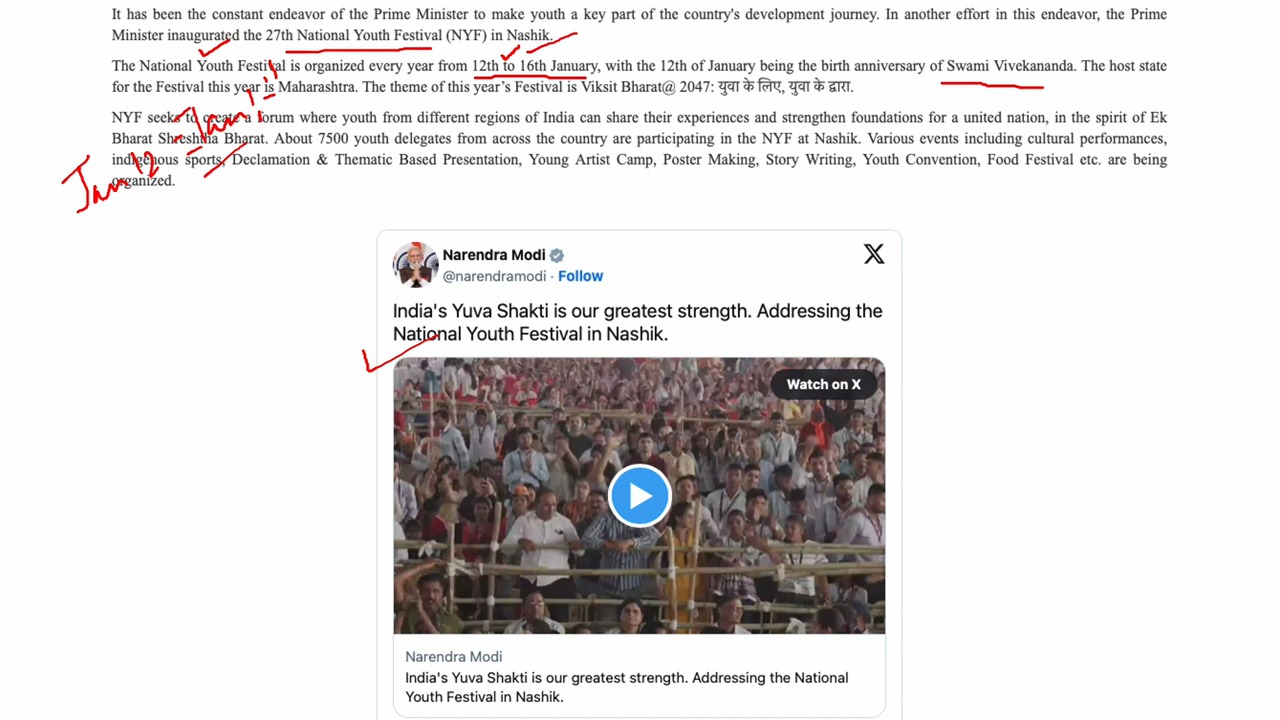 It has been the constant endeavor of the Prime Minister to make youth a key part of the country's development journey. In another effort in this endeavor, the Prime
Minister inaugurated the 27th National Youth Festival (NYF) in Nashik.
The National Youth Festival is organized every year from 12th to 16th January, with the 12th of January being the birth anniversary of Swami Vivekananda. The host state
for the Festival this year is Maharashtra. The theme of this year's Festival is Viksit Bharat@ 2047: युवा के लिए, युवा के द्वारा.
NYF seeks to create a forum where youth from different regions of India can share their experiences and strengthen foundations for a united nation, in the spirit of Ek
Bharat Shreshtha Bharat. About 7500 youth delegates from across the country are participating in the NYF at Nashik. Various events including cultural performances,
indigenous sports, Declamation & Thematic Based Presentation, Young Artist Camp, Poster Making, Story Writing, Youth Convention, Food Festival etc. are being
organized.
Jan 12 - Jan
Narendra Modi
@narendramodi · Follow
X
India's Yuva Shakti is our greatest strength. Addressing the
National Youth Festival in Nashik.
Watch on X
Narendra Modi
India's Yuva Shakti is our greatest strength. Addressing the National
Youth Festival in Nashik.